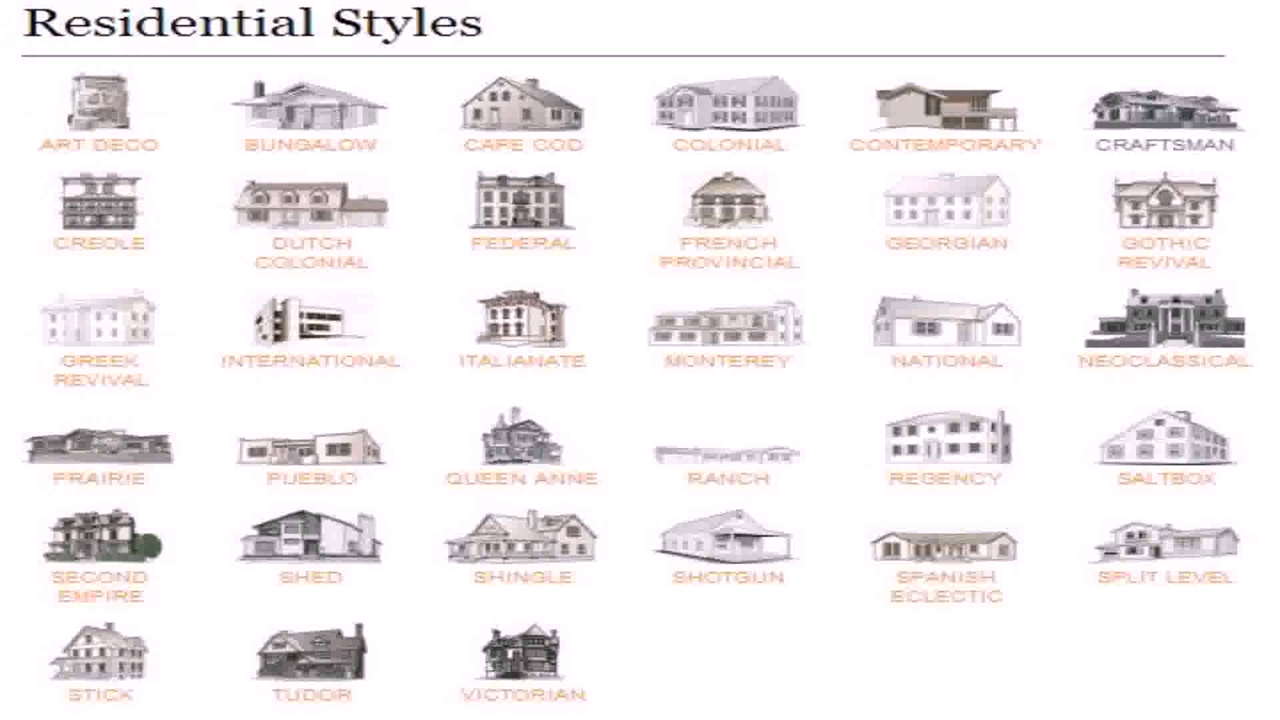 Residential Styles
ART DECO
BUNGALOW
CAPE COD
COLONIAL
CONTEMPORARY
CRAFTSMAN
CREOLE
DUTCH
COLONIAL
FEDERAL
FRENCH
PROVINCIAL
GEORGIAN
GOTHIC
REVIVAL
GREEK
REVIVAL
INTERNATIONAL
ITALIANATE
MONTEREY
NATIONAL
NEOCLASSICAL
PRAIRIE
PUEBLO
QUEEN ANNE
RANCH
REGENCY
SALTBOX
SECOND
EMPIRE
SHED
SHINGLE
SHOTGUN
SPANISH
ECLECTIC
SPLIT LEVEL
STICK
TUDOR
VICTORIAN